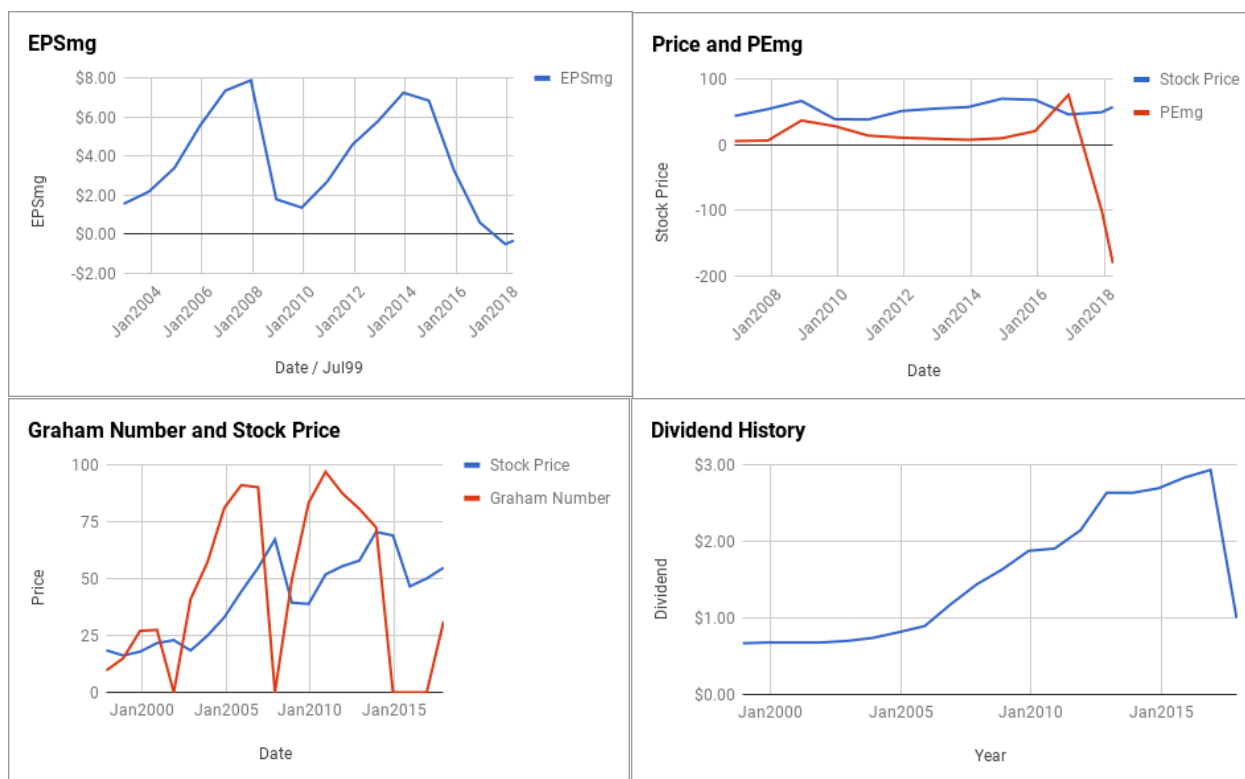 EPSmg
$8.00
$6.00
$4.00
$2.00
$0.00
-$2.00
EPSmg
Jan2004
Jan2006
Jan2008
Jan2010
Jan2012
Jan2014
Jan2016
Jan2018
Date / Jul99
EPSmg
Price and PEmg
100
0
-100
-200
Stock Price
Jan2008
Jan2010
Jan2012
Jan2014
Jan2016
Jan2018
Date
Stock Price
PEmg
Graham Number and Stock Price
100
75
50
25
0
Price
Jan2000
Jan2005
Jan2010
Jan2015
Date
Stock Price
Graham Number
Dividend History
$3.00
$2.00
$1.00
$0.00
Dividend
Jan2000
Jan2005
Jan2010
Jan2015
Year